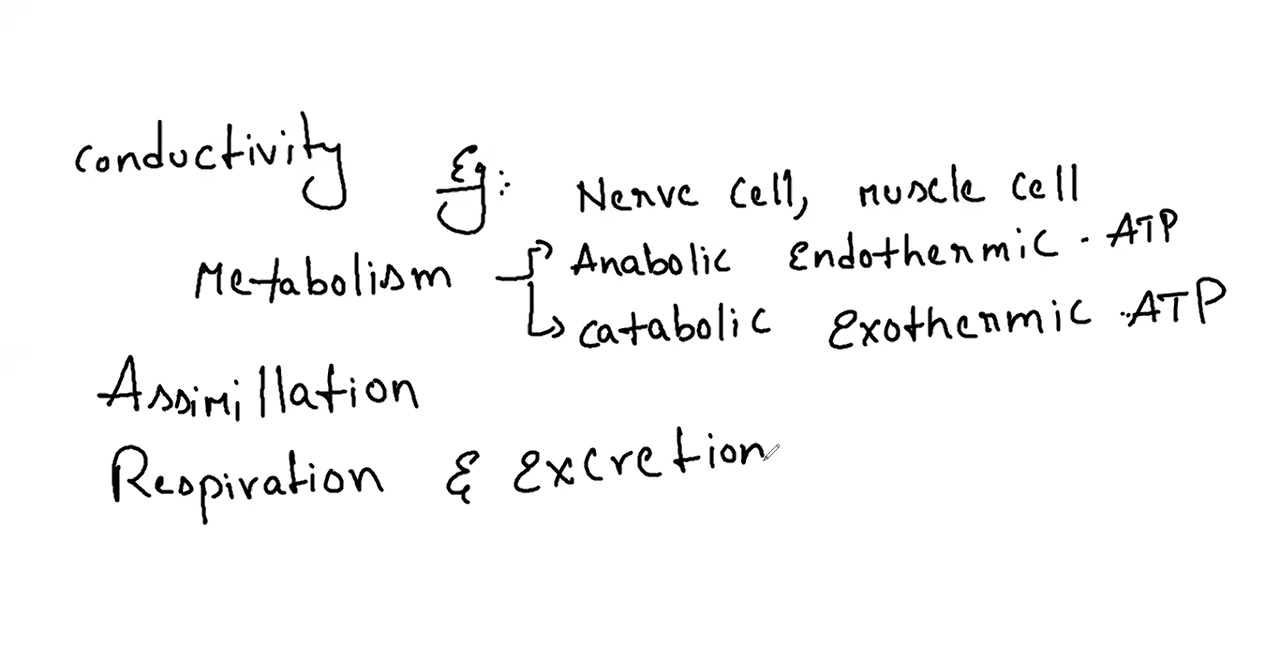 conductivity Eg: Nerve cell, muscle cell
Metabolism → Anabolic Endothermic · ATP
→ catabolic Exothermic · ATP
Assimillation
Respiration & Excretion